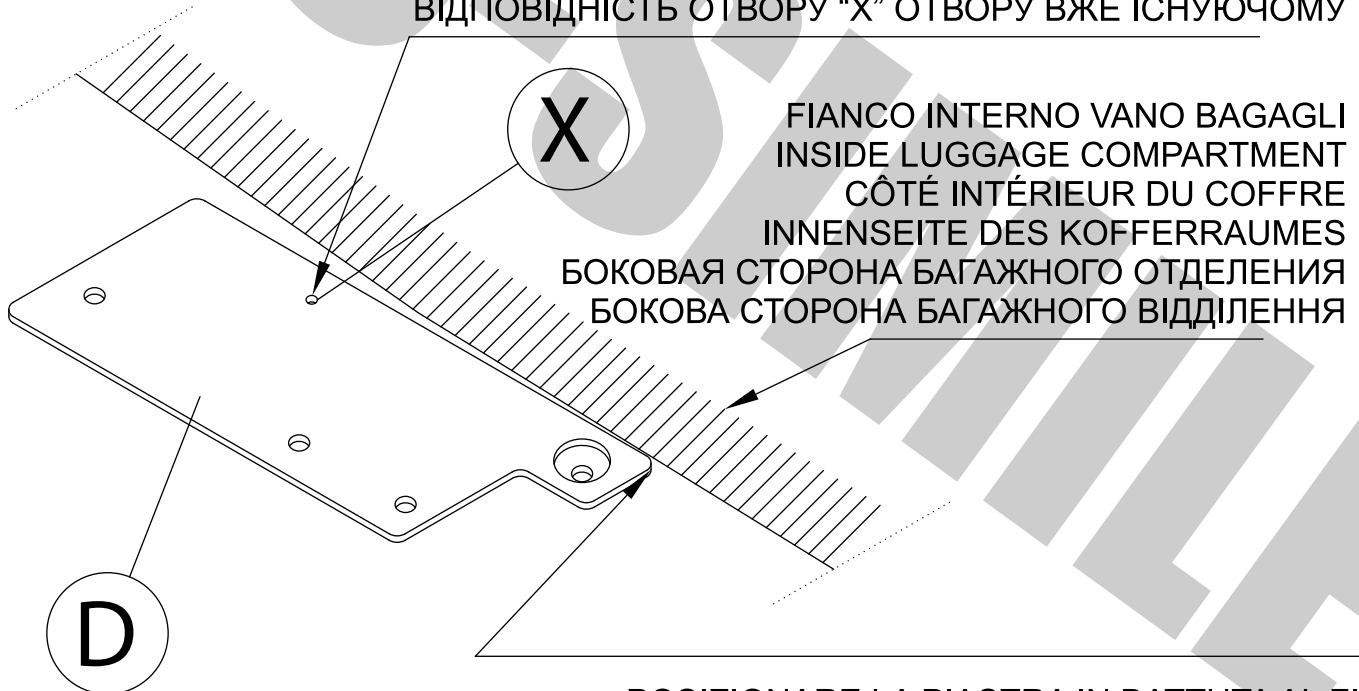 ВІДПОВІДНІСТЬ ОТВОРУ “X” ОТВОРУ ВЖЕ ІСНУЮЧОМУ
X
FIANCO INTERNO VANO BAGAGLI
INSIDE LUGGAGE COMPARTMENT
CÔTÉ INTÉRIEUR DU COFFRE
INNENSEITE DES KOFFERRAUMES
БОКОВАЯ СТОРОНА БАГАЖНОГО ОТДЕЛЕНИЯ
БОКОВА СТОРОНА БАГАЖНОГО ВІДДІЛЕННЯ
D